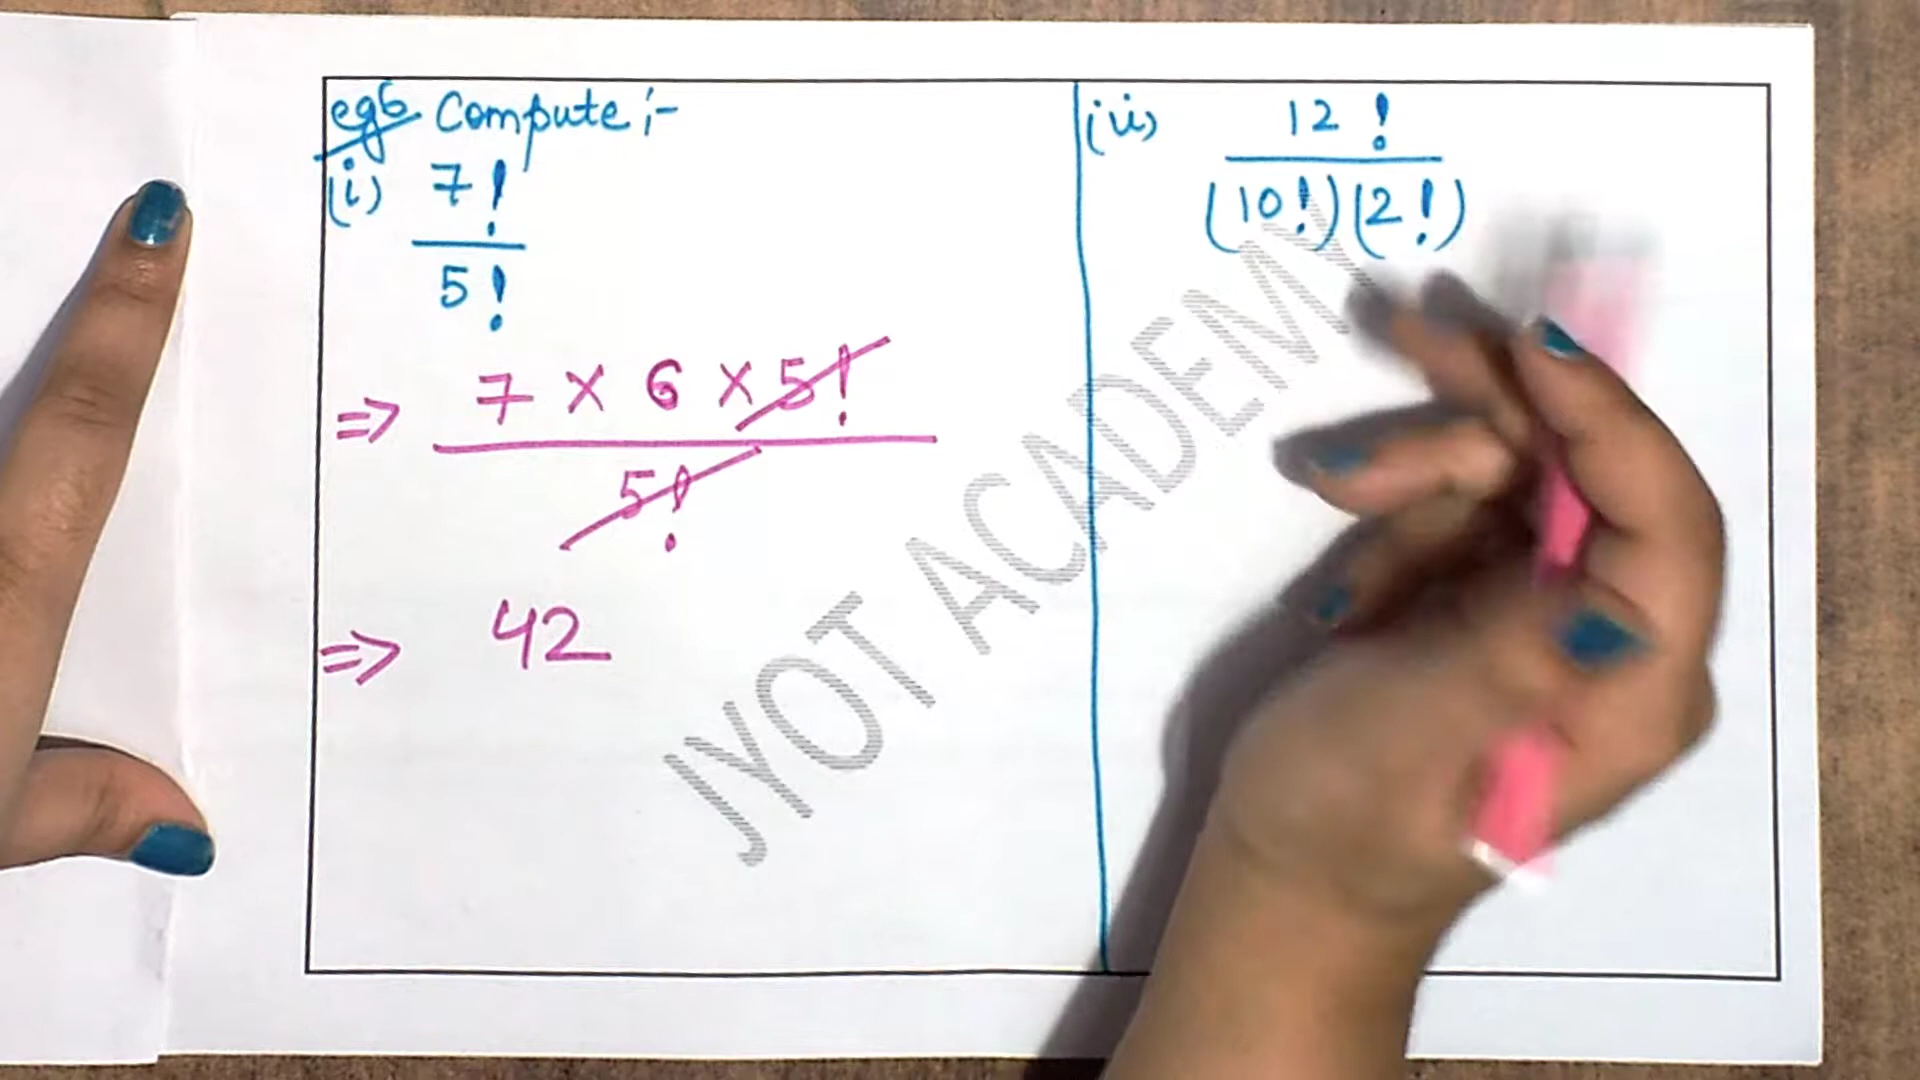 eg6 Compute :-
(i) 7!
5!
=> 7 × 6 × 5!
5!
=> 42
(ii) 12!
(10!)(2!)
JYOT ACADEMY